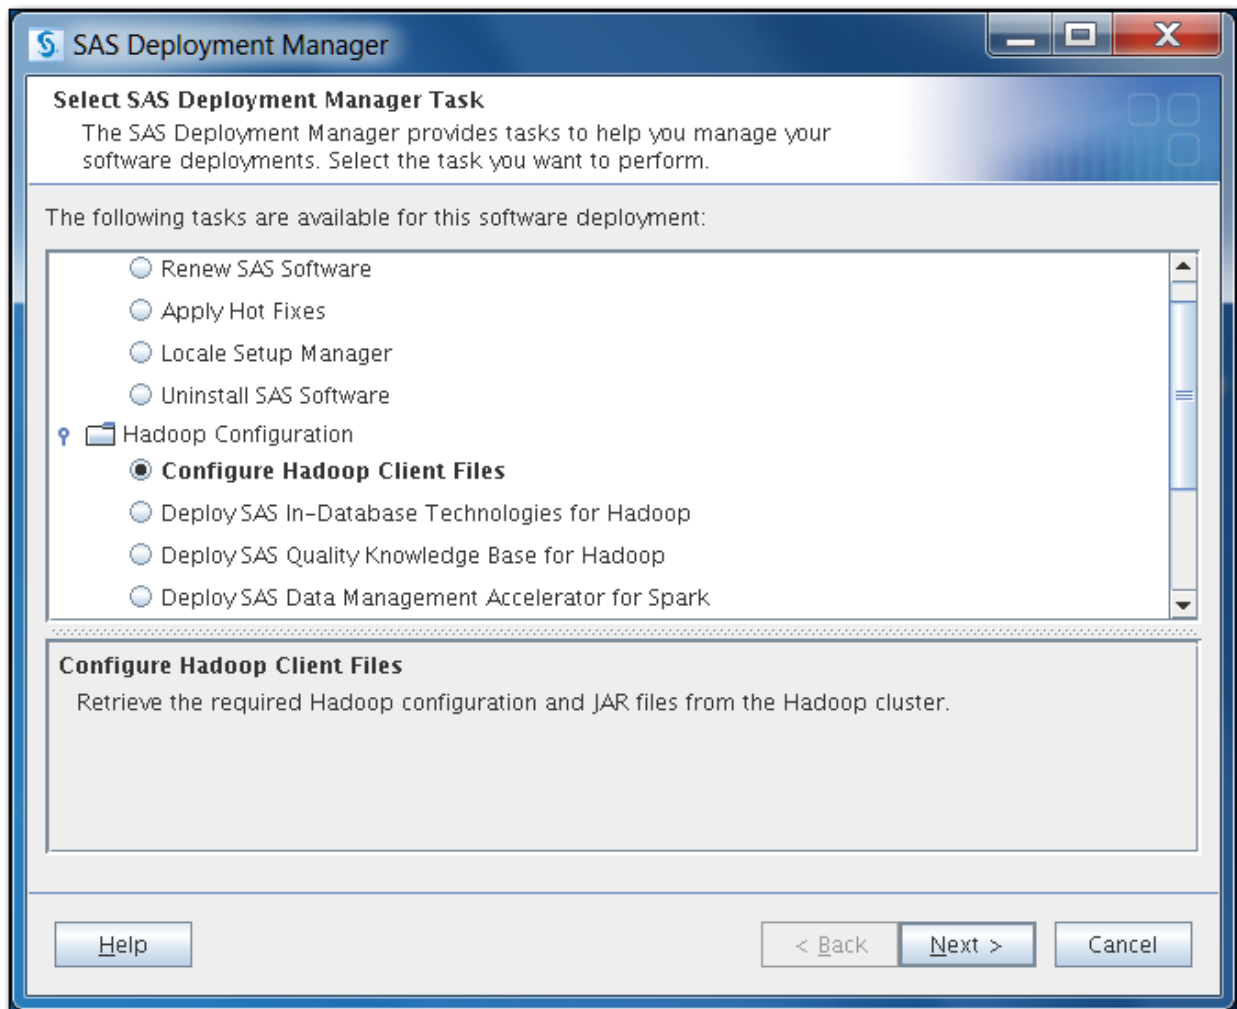 SAS Deployment Manager
Select SAS Deployment Manager Task
The SAS Deployment Manager provides tasks to help you manage your
software deployments. Select the task you want to perform.
The following tasks are available for this software deployment:
Renew SAS Software
Apply Hot Fixes
Locale Setup Manager
Uninstall SAS Software
Hadoop Configuration
Configure Hadoop Client Files
Deploy SAS In-Database Technologies for Hadoop
Deploy SAS Quality Knowledge Base for Hadoop
Deploy SAS Data Management Accelerator for Spark
Configure Hadoop Client Files
Retrieve the required Hadoop configuration and JAR files from the Hadoop cluster.
Help
< Back
Next >
Cancel